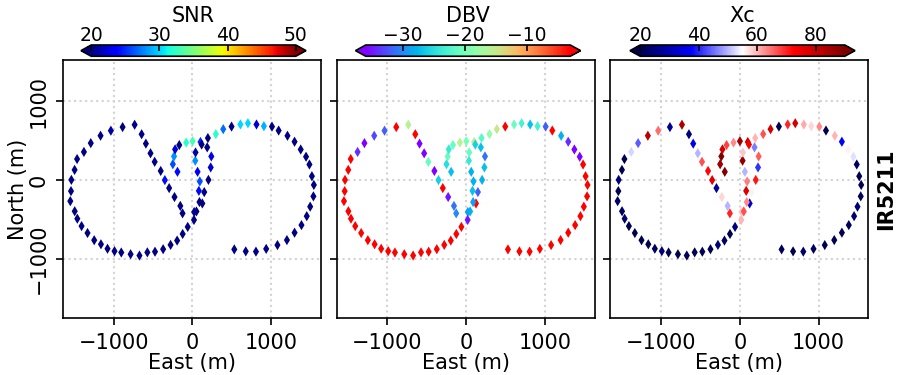 SNR DBV Xc
20 30 40 50 −30 −20 −10 20 40 60 80
1000
0
−1000
North (m)
IR5211
−1000 0 1000 −1000 0 1000 −1000 0 1000
East (m) East (m) East (m)